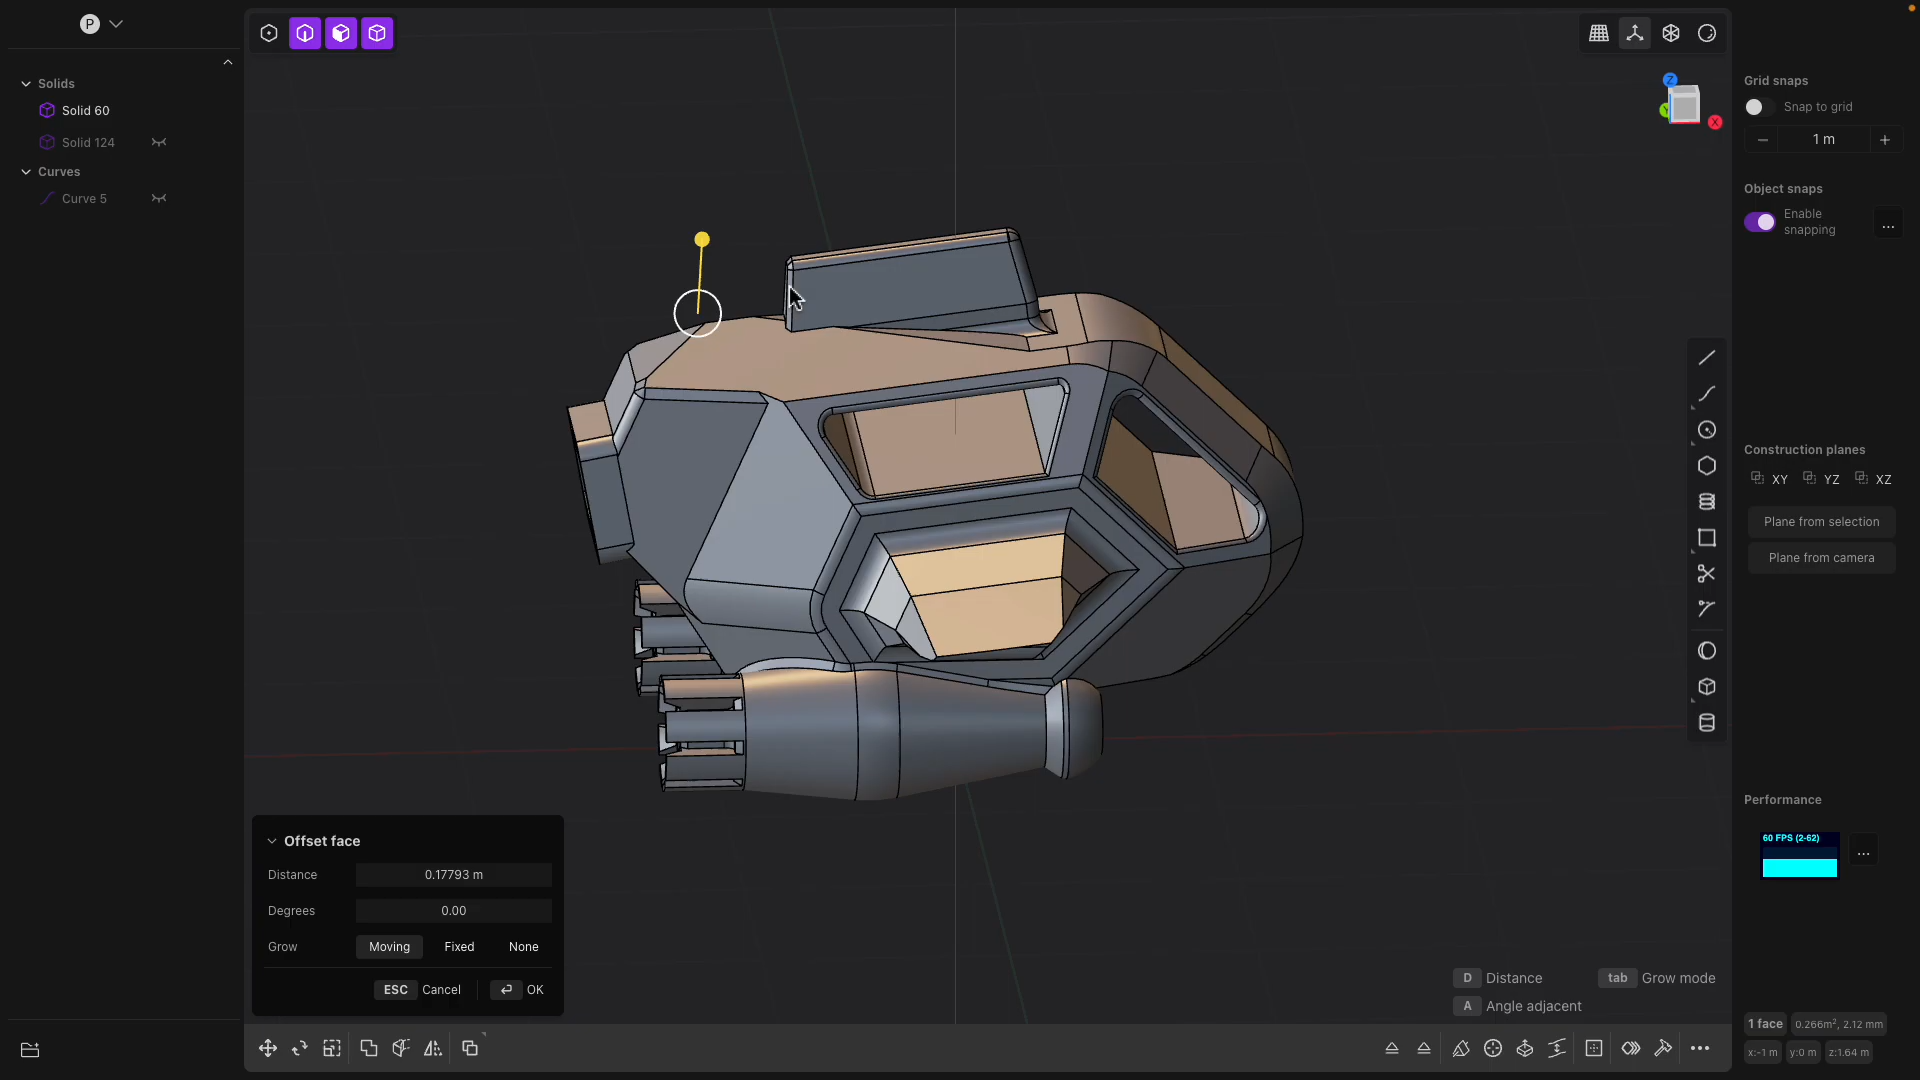 P
Solids
Solid 60
Solid 124
Curves
Curve 5
Z
Y
X
Grid snaps
Snap to grid
1 m
Object snaps
Enable
snapping
...
Construction planes
XY YZ XZ
Plane from selection
Plane from camera
Performance
60 FPS (2-62)
...
Offset face
Distance 0.17793 m
Degrees 0.00
Grow Moving Fixed None
ESC Cancel OK
D Distance tab Grow mode
A Angle adjacent
1 face 0.266m², 2.12 mm
x:-1 m y:0 m z:1.64 m